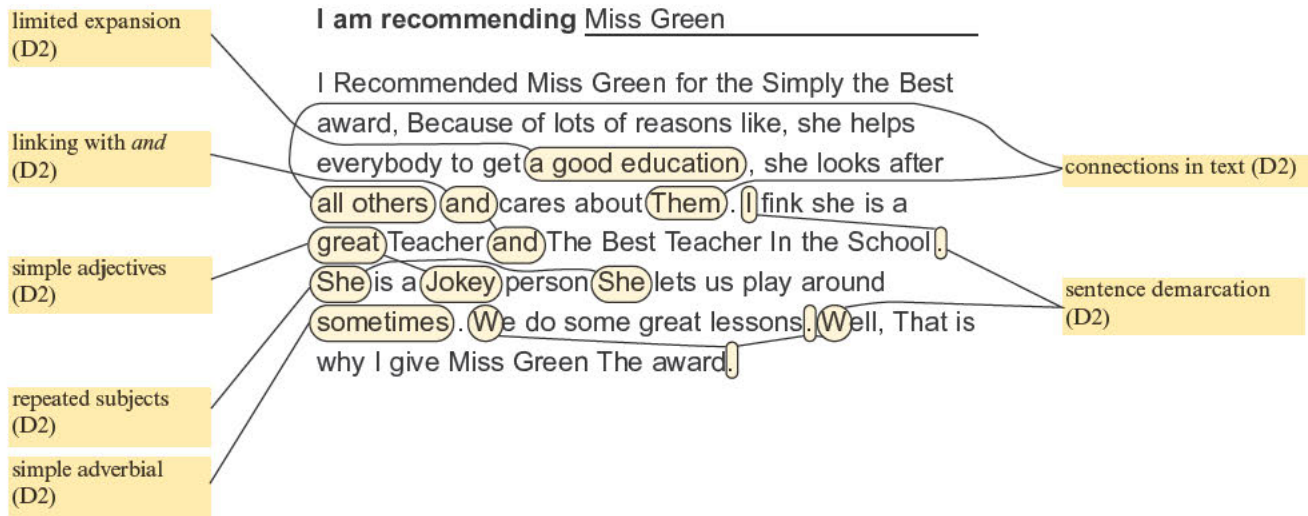 limited expansion
(D2)
linking with and
(D2)
simple adjectives
(D2)
repeated subjects
(D2)
simple adverbial
(D2)
I am recommending Miss Green
I Recommended Miss Green for the Simply the Best
award, Because of lots of reasons like, she helps
everybody to get a good education, she looks after
all others and cares about Them. I fink she is a
great Teacher and The Best Teacher In the School.
She is a Jokey person She lets us play around
sometimes. We do some great lessons. Well, That is
why I give Miss Green The award.
connections in text (D2)
sentence demarcation
(D2)